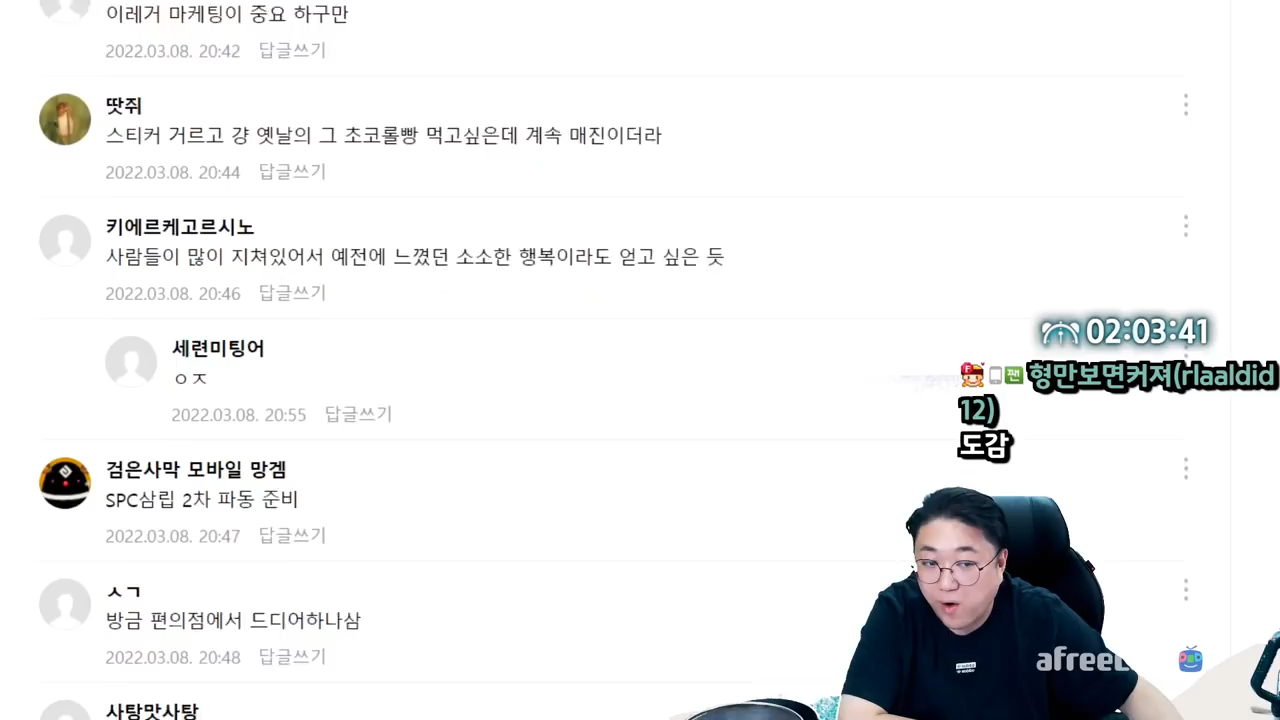 이레거 마케팅이 중요 하구만
2022.03.08. 20:42 답글쓰기
땃쥐
스티커 거르고 걍 옛날의 그 초코롤빵 먹고싶은데 계속 매진이더라
2022.03.08. 20:44 답글쓰기
키에르케고르시노
사람들이 많이 지쳐있어서 예전에 느꼈던 소소한 행복이라도 얻고 싶은 듯
2022.03.08. 20:46 답글쓰기
세련미팅어
ㅇㅈ
2022.03.08. 20:55 답글쓰기
02:03:41
팬 형만보면커져(rlaaldid
12)
도감
검은사막 모바일 망겜
SPC삼립 2차 파동 준비
2022.03.08. 20:47 답글쓰기
ㅅㄱ
방금 편의점에서 드디어하나삼
2022.03.08. 20:48 답글쓰기
사탕맛사탕